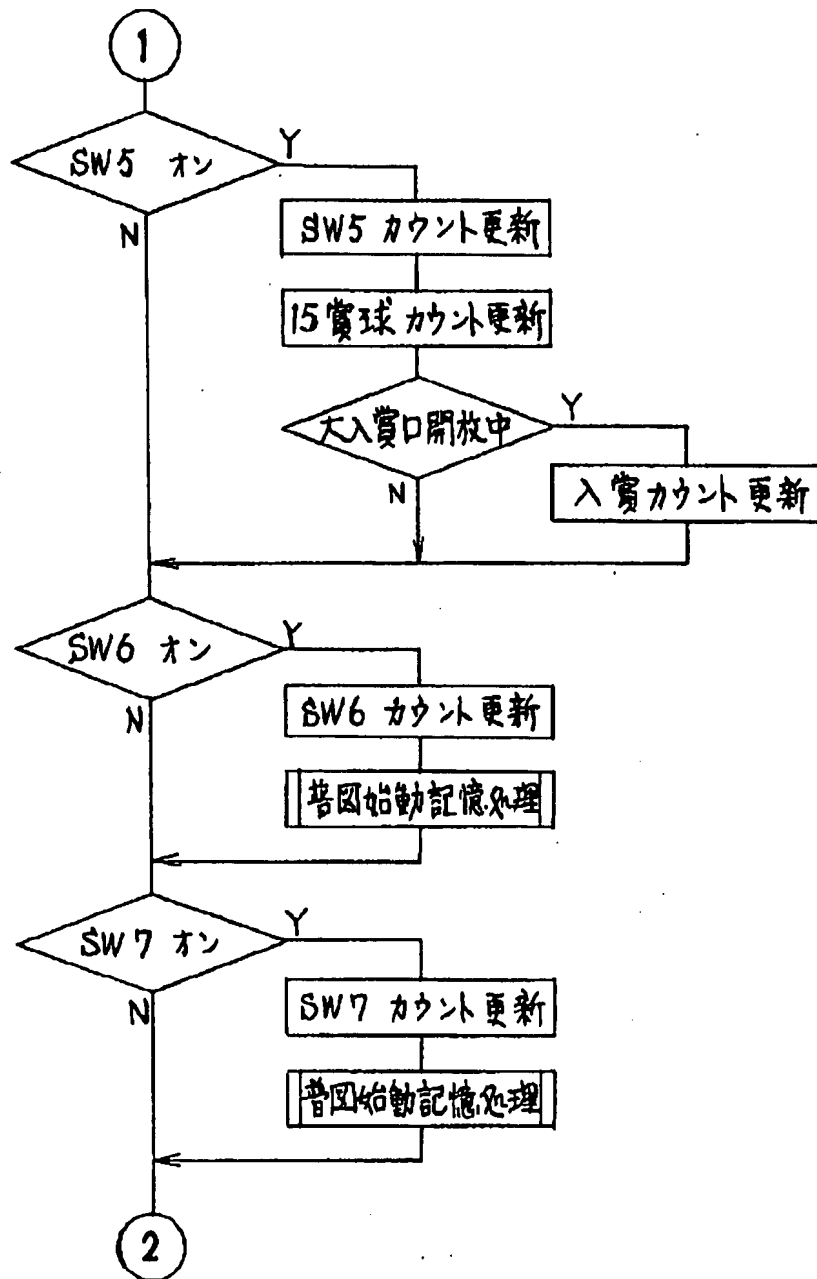 1
SW5 オン
Y
N
SW5 カウント更新
15賞球カウント更新
大入賞口開放中
Y
N
入賞カウント更新
SW6 オン
Y
N
SW6 カウント更新
普図始動記憶処理
SW7 オン
Y
N
SW7 カウント更新
普図始動記憶処理
2